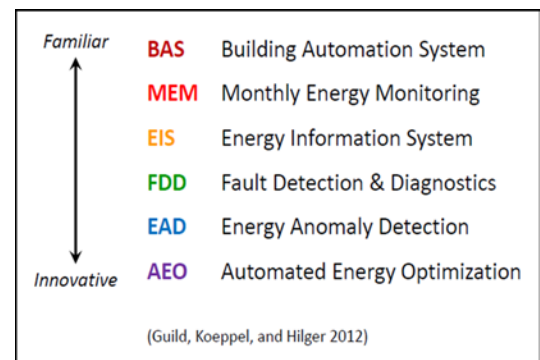 Familiar
BAS Building Automation System
MEM Monthly Energy Monitoring
EIS Energy Information System
FDD Fault Detection & Diagnostics
EAD Energy Anomaly Detection
Innovative
AEO Automated Energy Optimization
(Guild, Koeppel, and Hilger 2012)